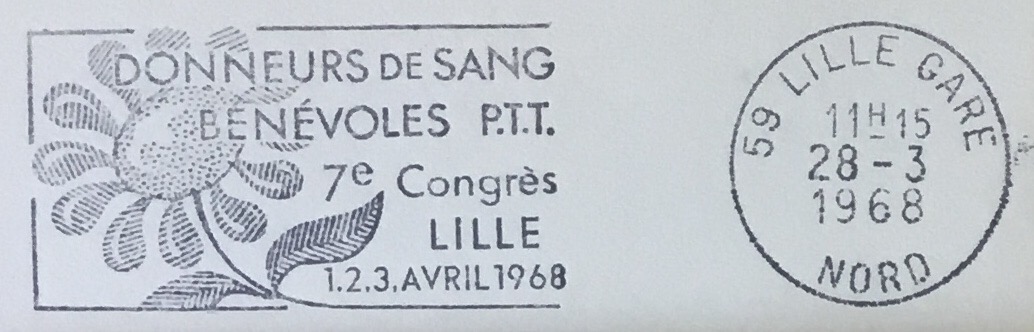 DONNEURS DE SANG
BÉNÉVOLES P.T.T.
7e Congrès
LILLE
1.2.3. AVRIL 1968
59 LILLE GARE
11H15
28-3
1968
NORD